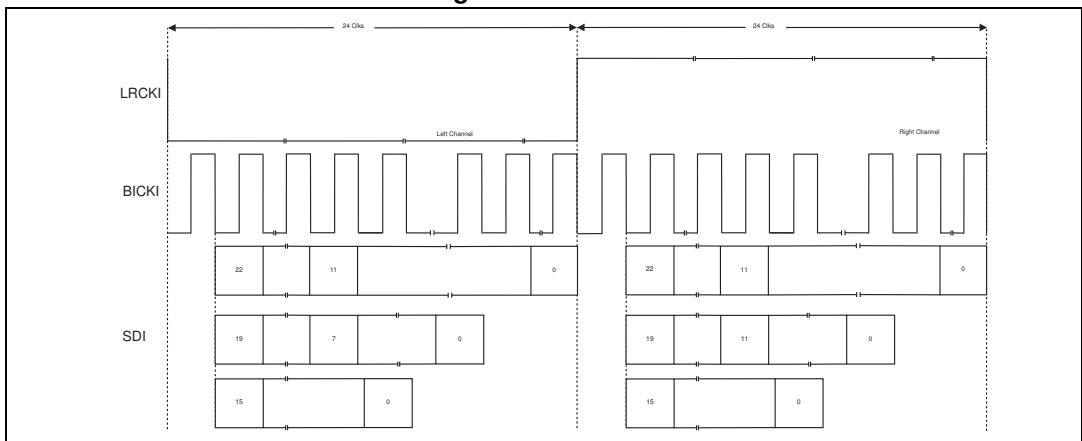 24 Clks 24 Clks
LRCKI
Left Channel Right Channel
BICKI
22 11 0 22 11 0
SDI
19 7 0 19 11 0
15 0 15 0